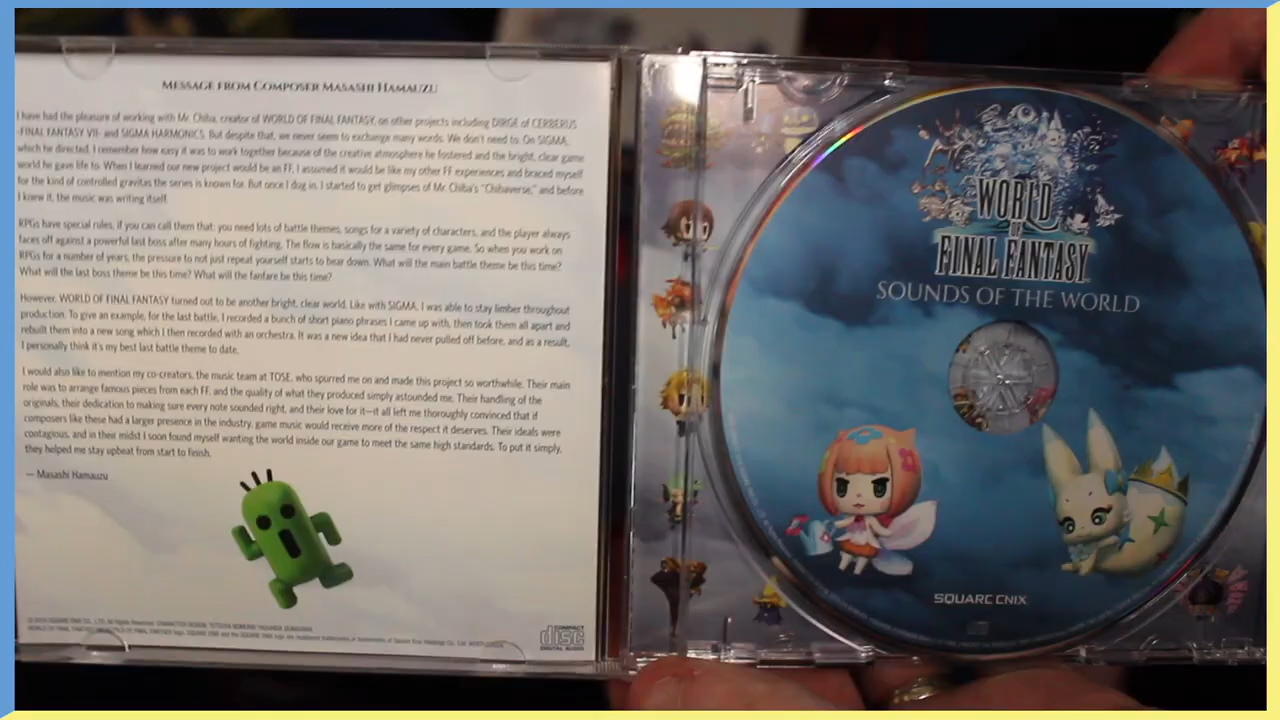 MESSAGE FROM COMPOSER MASASHI HAMAUZU
I have had the pleasure of working with Mr. Chiba, creator of WORLD OF FINAL FANTASY, on other projects including DIRGE of CERBERUS
-FINAL FANTASY VII- and SIGMA HARMONICS. But despite that, we never seem to exchange many words. We don't need to. On SIGMA,
which he directed, I remember how easy it was to work together because of the creative atmosphere he fostered and the bright, clear game
world he gave life to. When I learned our new project would be an FF, I assumed it would be like my other FF experiences and braced myself
for the kind of controlled gravitas the series is known for. But once I dug in, I started to get glimpses of Mr. Chiba's "Chibaverse," and before
I knew it, the music was writing itself.
RPGs have special rules, if you can call them that: you need lots of battle themes, songs for a variety of characters, and the player always
faces off against a powerful last boss after many hours of fighting. The flow is basically the same for every game. So when you work on
RPGs for a number of years, the pressure to not just repeat yourself starts to bear down. What will the main battle theme be this time?
What will the last boss theme be this time? What will the fanfare be this time?
However, WORLD OF FINAL FANTASY turned out to be another bright, clear world. Like with SIGMA, I was able to stay limber throughout
production. To give an example, for the last battle, I recorded a bunch of short piano phrases I came up with, then took them all apart and
rebuilt them into a new song which I then recorded with an orchestra. It was a new idea that I had never pulled off before, and as a result,
I personally think it's my best last battle theme to date.
I would also like to mention my co-creators, the music team at TOSE, who spurred me on and made this project so worthwhile. Their main
role was to arrange famous pieces from each FF, and the quality of what they produced simply astounded me. Their handling of the
originals, their dedication to making sure every note sounded right, and their love for it—it all left me thoroughly convinced that if
composers like these had a larger presence in the industry, game music would receive more of the respect it deserves. Their ideals were
contagious, and in their midst I soon found myself wanting the world inside our game to meet the same high standards. To put it simply,
they helped me stay upbeat from start to finish.
— Masashi Hamauzu
COMPACT
disc
DIGITAL AUDIO
WORLD
OF
FINAL FANTASY
SOUNDS OF THE WORLD
SQUARE ENIX